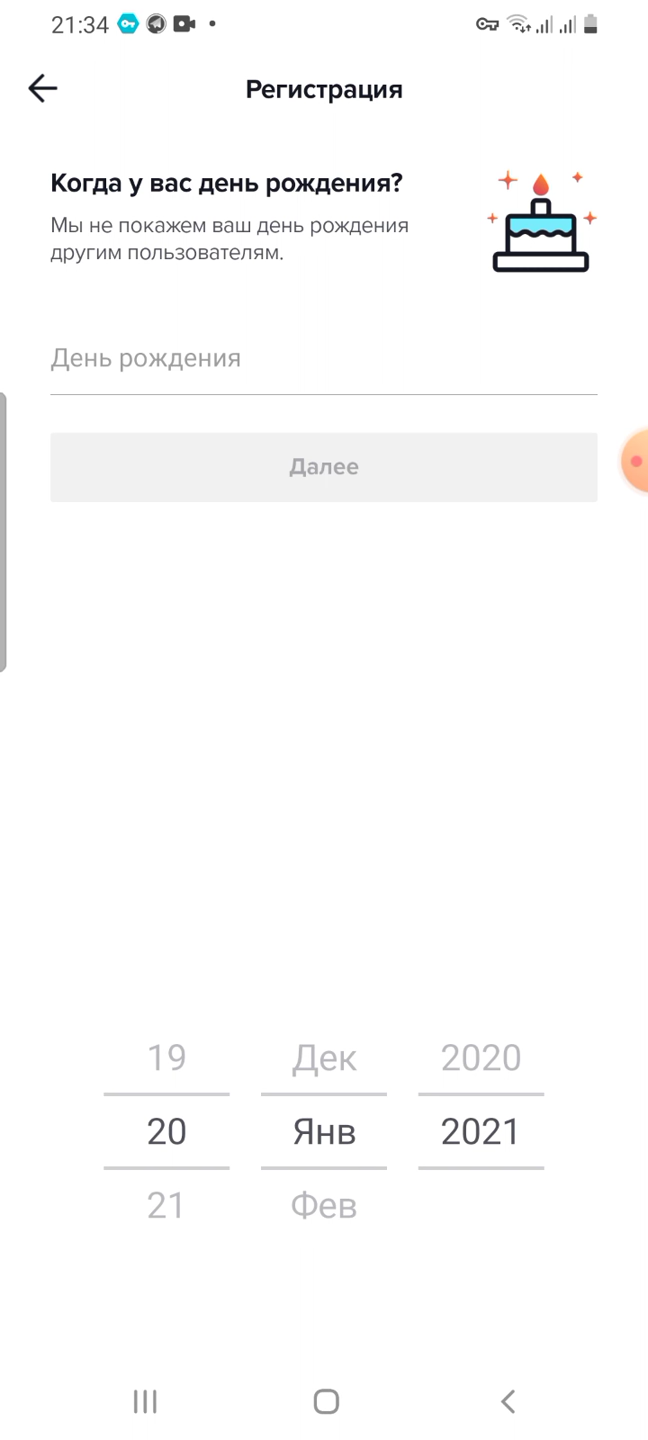 21:34
Регистрация
Когда у вас день рождения?
Мы не покажем ваш день рождения
другим пользователям.
День рождения
Далее
19 Дек 2020
20 Янв 2021
21 Фев